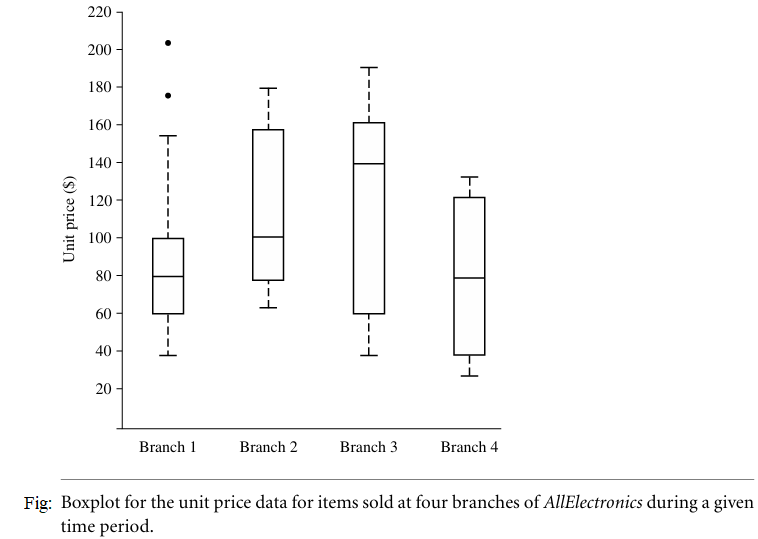 220
200
180
160
140
120
100
80
60
40
20
Unit price ($)
Branch 1 Branch 2 Branch 3 Branch 4
Fig: Boxplot for the unit price data for items sold at four branches of AllElectronics during a given
time period.